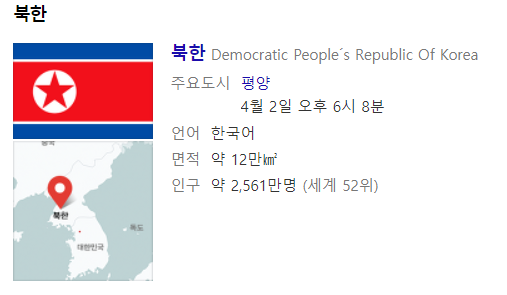 북한
북한 Democratic People´s Republic Of Korea
주요도시 평양
4월 2일 오후 6시 8분
언어 한국어
면적 약 12만㎢
인구 약 2,561만명 (세계 52위)
중국
북한
독도
대한민국